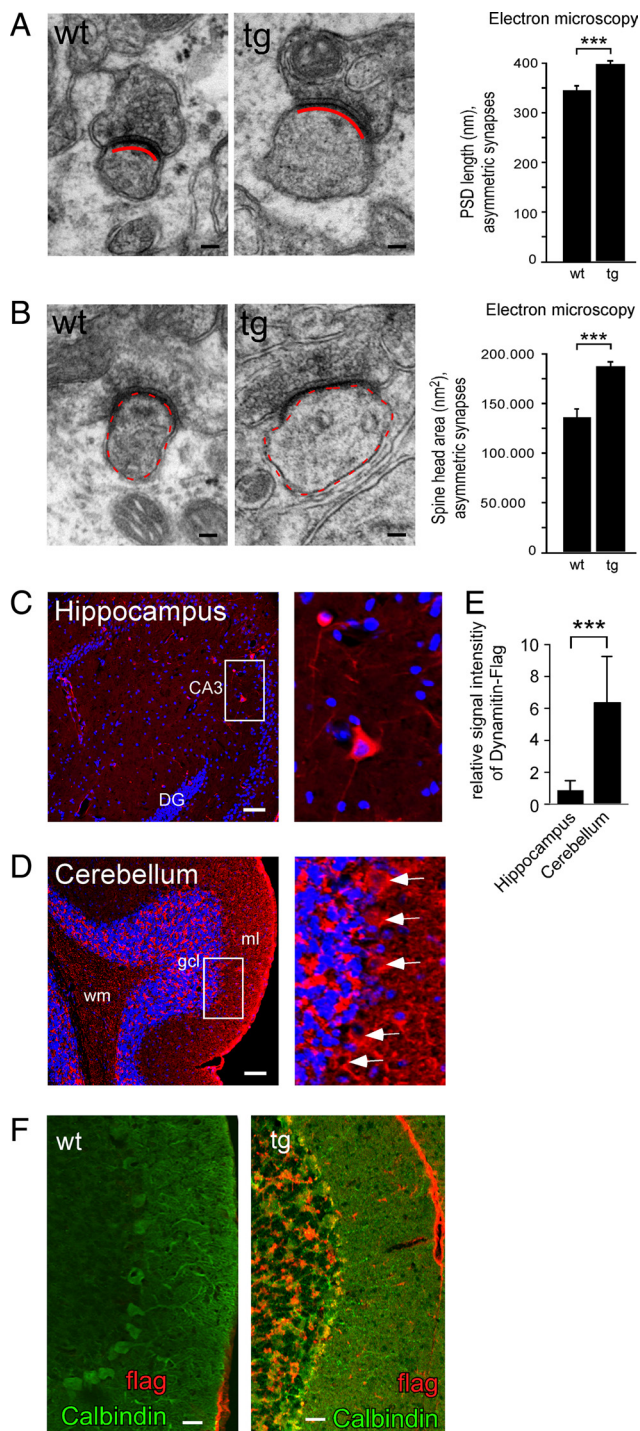 A
wt
tg
Electron microscopy
***
PSD length (nm),
asymmetric synapses
400
300
200
100
0
wt
tg
B
wt
tg
Electron microscopy
***
Spine head area (nm²),
asymmetric synapses
200.000
150.000
100.000
50.000
0
wt
tg
C
Hippocampus
CA3
DG
E
***
relative signal intensitiy
of Dynamitin-Flag
10
8
6
4
2
0
Hippocampus
Cerebellum
D
Cerebellum
ml
gcl
wm
F
wt
flag
Calbindin
tg
flag
Calbindin